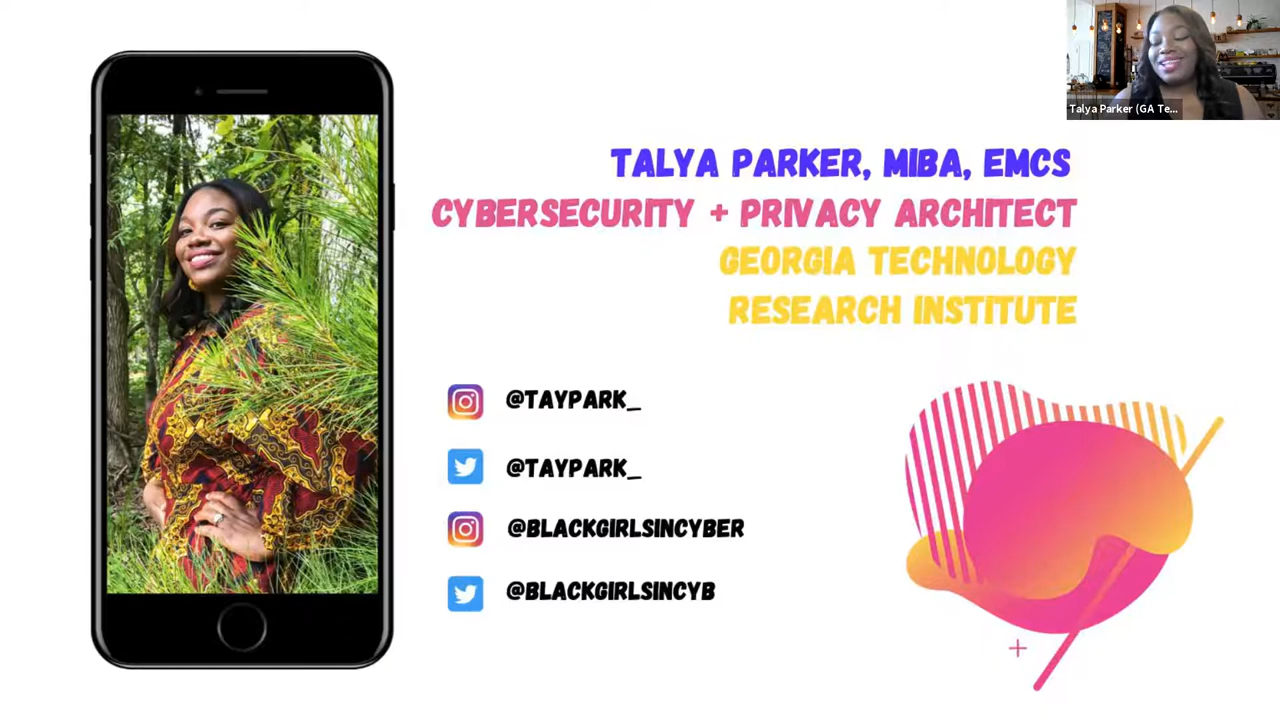 Talya Parker (GA Te...
TALYA PARKER, MIBA, EMCS
CYBERSECURITY + PRIVACY ARCHITECT
GEORGIA TECHNOLOGY
RESEARCH INSTITUTE
@TAYPARK_
@TAYPARK_
@BLACKGIRLSINCYBER
@BLACKGIRLSINCYB